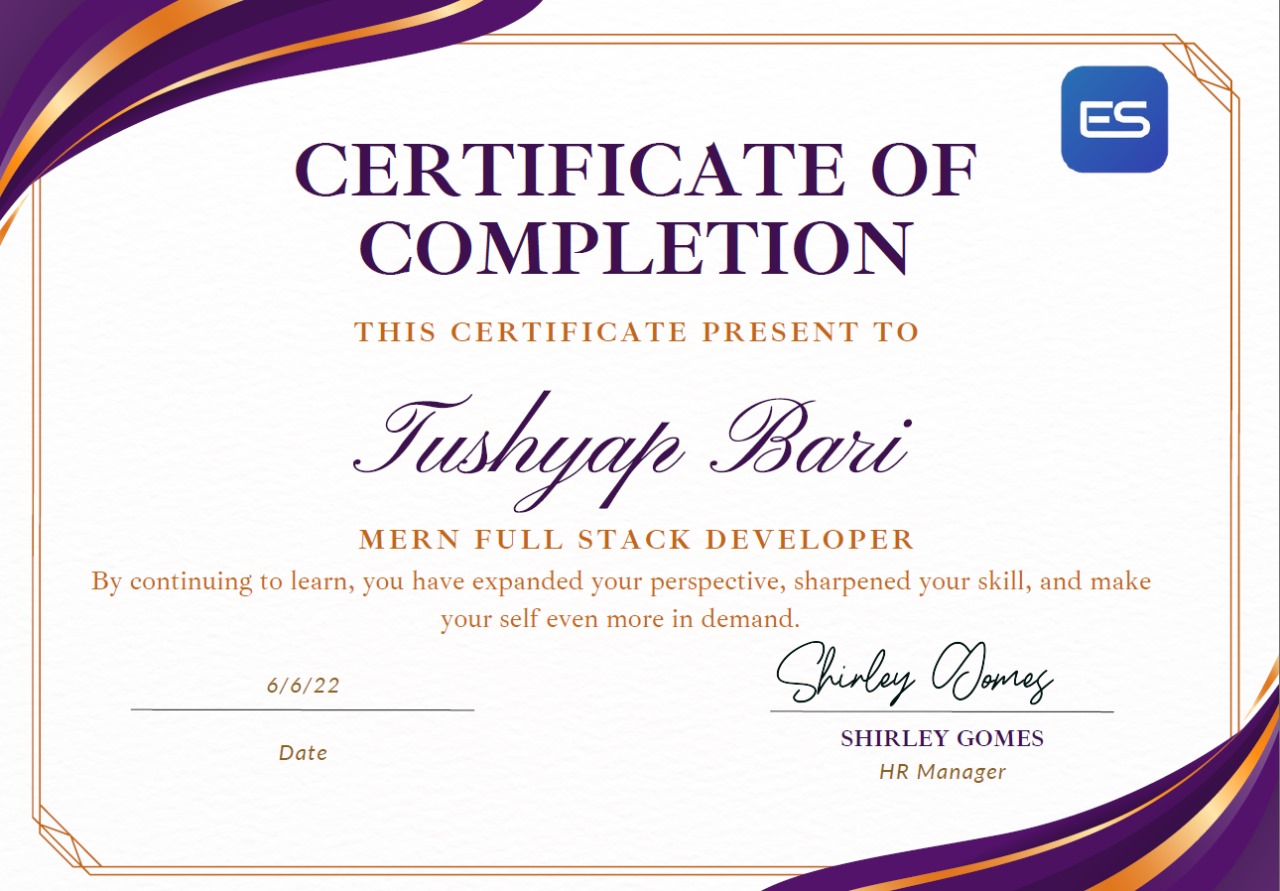 ES
CERTIFICATE OF
COMPLETION
THIS CERTIFICATE PRESENT TO
Tushyap Bari
MERN FULL STACK DEVELOPER
By continuing to learn, you have expanded your perspective, sharpened your skill, and make
your self even more in demand.
6/6/22
Date
Shirley Gomes
SHIRLEY GOMES
HR Manager